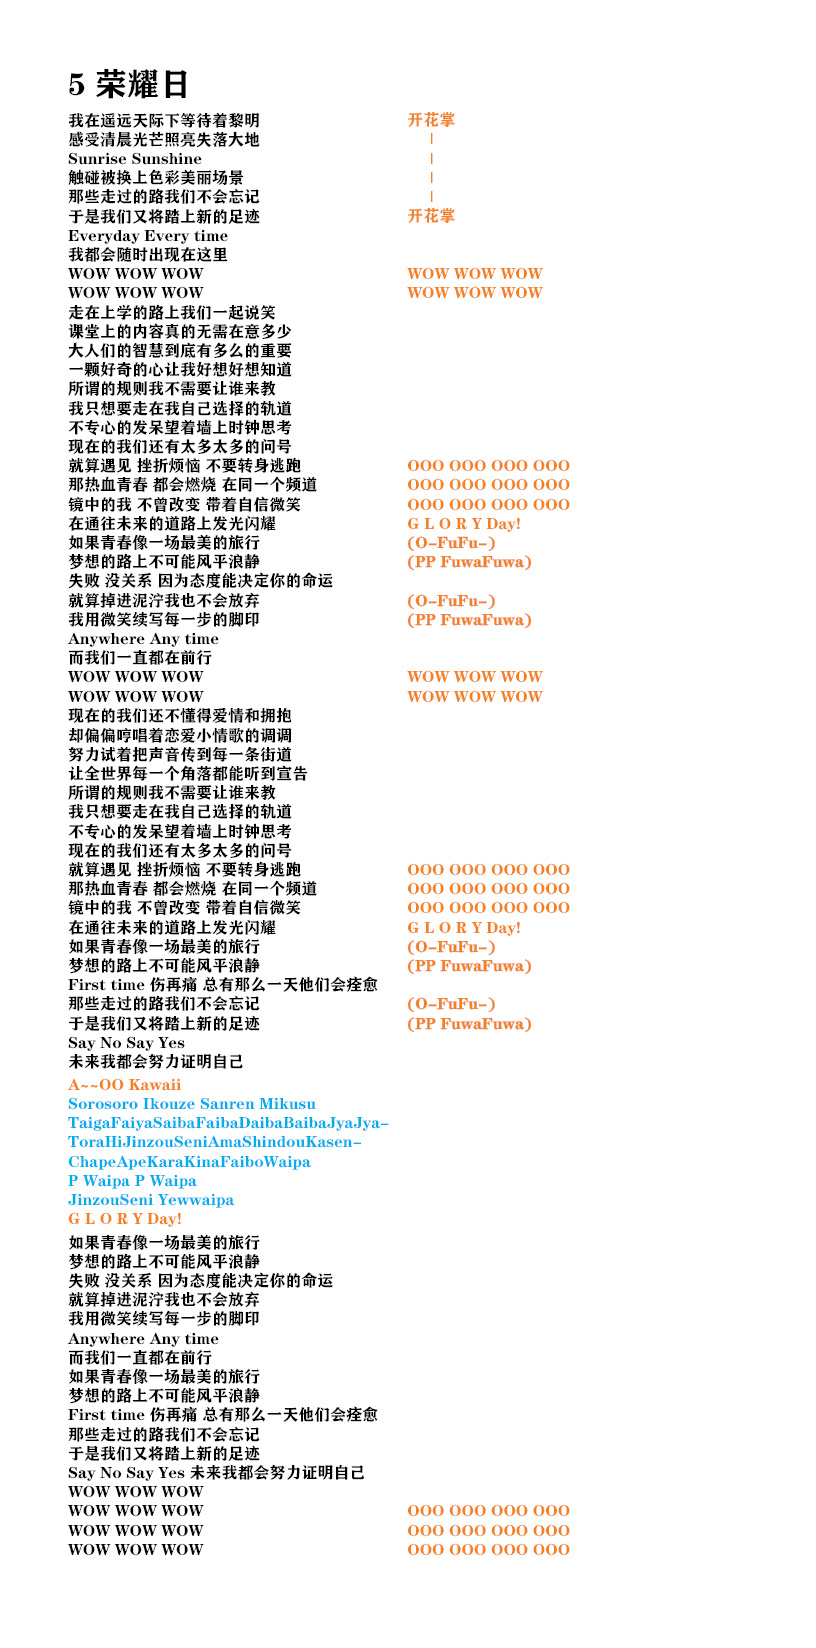 5 荣耀日
我在遥远天际下等待着黎明 开花掌
感受清晨光芒照亮失落大地 |
Sunrise Sunshine |
触碰被换上色彩美丽场景 |
那些走过的路我们不会忘记 |
于是我们又将踏上新的足迹 开花掌
Everyday Every time
我都会随时出现在这里
WOW WOW WOW WOW WOW WOW
WOW WOW WOW WOW WOW WOW
走在上学的路上我们一起说笑
课堂上的内容真的无需在意多少
大人们的智慧到底有多么的重要
一颗好奇的心让我好想好想知道
所谓的规则我不需要让谁来教
我只想要走在我自己选择的轨道
不专心的发呆望着墙上时钟思考
现在的我们还有太多太多的问号
就算遇见 挫折烦恼 不要转身逃跑 OOO OOO OOO OOO
那热血青春 都会燃烧 在同一个频道 OOO OOO OOO OOO
镜中的我 不曾改变 带着自信微笑 OOO OOO OOO OOO
在通往未来的道路上发光闪耀 G L O R Y Day!
如果青春像一场最美的旅行 (O-FuFu-)
梦想的路上不可能风平浪静 (PP FuwaFuwa)
失败 没关系 因为态度能决定你的命运
就算掉进泥泞我也不会放弃 (O-FuFu-)
我用微笑续写每一步的脚印 (PP FuwaFuwa)
Anywhere Any time
而我们一直都在前行
WOW WOW WOW WOW WOW WOW
WOW WOW WOW WOW WOW WOW
现在的我们还不懂得爱情和拥抱
却偏偏哼唱着恋爱小情歌的调调
努力试着把声音传到每一条街道
让全世界每一个角落都能听到宣告
所谓的规则我不需要让谁来教
我只想要走在我自己选择的轨道
不专心的发呆望着墙上时钟思考
现在的我们还有太多太多的问号
就算遇见 挫折烦恼 不要转身逃跑 OOO OOO OOO OOO
那热血青春 都会燃烧 在同一个频道 OOO OOO OOO OOO
镜中的我 不曾改变 带着自信微笑 OOO OOO OOO OOO
在通往未来的道路上发光闪耀 G L O R Y Day!
如果青春像一场最美的旅行 (O-FuFu-)
梦想的路上不可能风平浪静 (PP FuwaFuwa)
First time 伤再痛 总有那么一天他们会痊愈
那些走过的路我们不会忘记 (O-FuFu-)
于是我们又将踏上新的足迹 (PP FuwaFuwa)
Say No Say Yes
未来我都会努力证明自己
A~~OO Kawaii
Sorosoro Ikouze Sanren Mikusu
TaigaFaiyaSaibaFaibaDaibaBaibaJyaJya-
ToraHiJinzouSeniAmaShindouKasen-
ChapeApeKaraKinaFaiboWaipa
P Waipa P Waipa
JinzouSeni Yewwaipa
G L O R Y Day!
如果青春像一场最美的旅行
梦想的路上不可能风平浪静
失败 没关系 因为态度能决定你的命运
就算掉进泥泞我也不会放弃
我用微笑续写每一步的脚印
Anywhere Any time
而我们一直都在前行
如果青春像一场最美的旅行
梦想的路上不可能风平浪静
First time 伤再痛 总有那么一天他们会痊愈
那些走过的路我们不会忘记
于是我们又将踏上新的足迹
Say No Say Yes 未来我都会努力证明自己
WOW WOW WOW
WOW WOW WOW OOO OOO OOO OOO
WOW WOW WOW OOO OOO OOO OOO
WOW WOW WOW OOO OOO OOO OOO